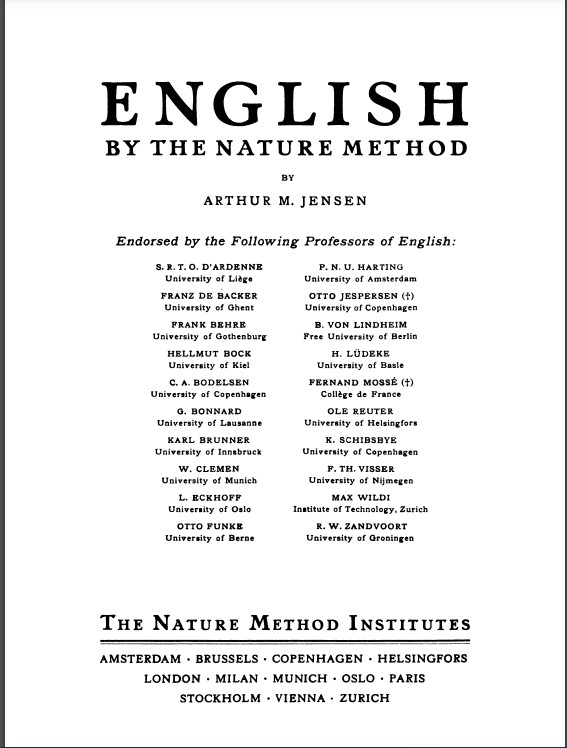 ENGLISH
BY THE NATURE METHOD
BY
ARTHUR M. JENSEN
Endorsed by the Following Professors of English:
S. R. T. O. D'ARDENNE
University of Liège
FRANZ DE BACKER
University of Ghent
FRANK BEHRE
University of Gothenburg
HELLMUT BOCK
University of Kiel
C. A. BODELSEN
University of Copenhagen
G. BONNARD
University of Lausanne
KARL BRUNNER
University of Innsbruck
W. CLEMEN
University of Munich
L. ECKHOFF
University of Oslo
OTTO FUNKE
University of Berne
P. N. U. HARTING
University of Amsterdam
OTTO JESPERSEN (†)
University of Copenhagen
B. VON LINDHEIM
Free University of Berlin
H. LÜDEKE
University of Basle
FERNAND MOSSÉ (†)
Collège de France
OLE REUTER
University of Helsingfors
K. SCHIBSBYE
University of Copenhagen
F. TH. VISSER
University of Nijmegen
MAX WILDI
Institute of Technology, Zurich
R. W. ZANDVOORT
University of Groningen
THE NATURE METHOD INSTITUTES
AMSTERDAM · BRUSSELS · COPENHAGEN · HELSINGFORS
LONDON · MILAN · MUNICH · OSLO · PARIS
STOCKHOLM · VIENNA · ZURICH